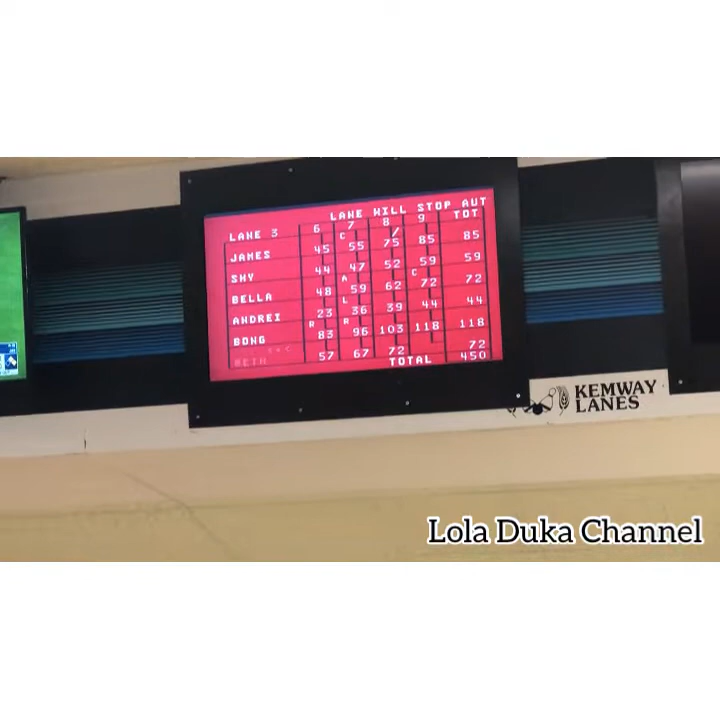 LANE WILL STOP AUT
LANE 3 6 7 8 9 TOT
C /
JAMES 45 55 75 85 85
SHY 44 47 52 59 59
A C
BELLA 48 59 62 72 72
L
ANDREI 23 36 39 44 44
R R
BONG 83 96 103 118 118
BETH 57 67 72 72
TOTAL 450
KEMWAY
LANES
Lola Duka Channel